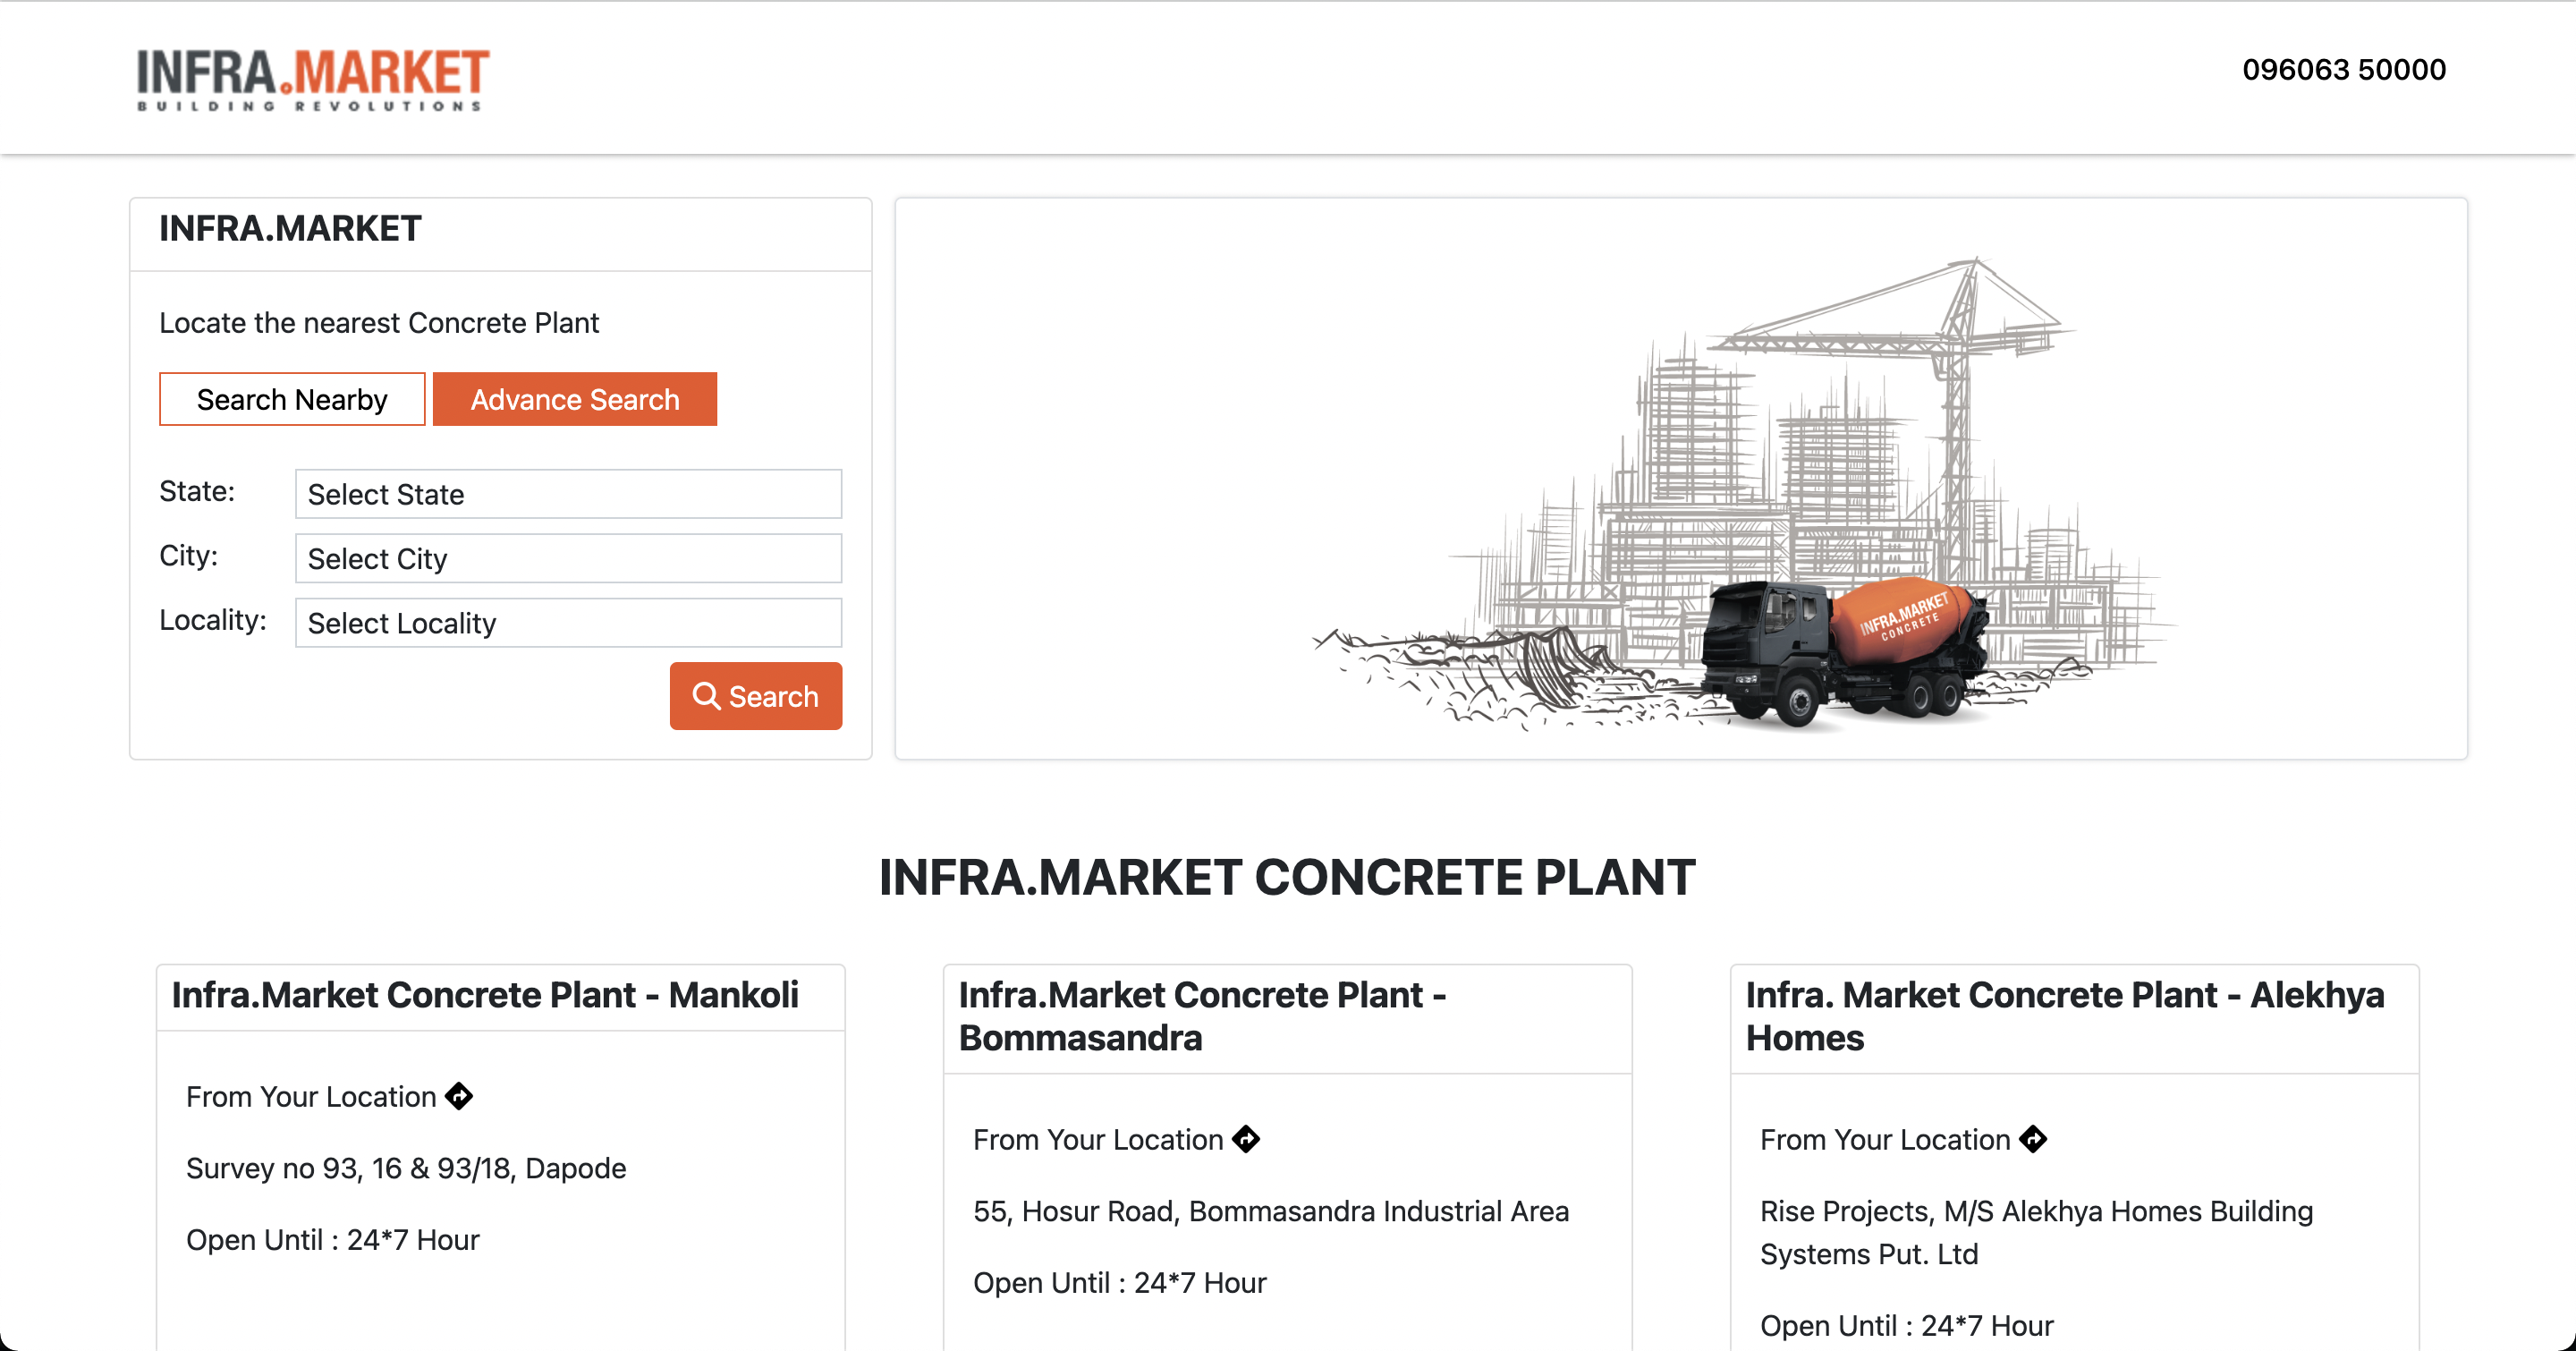 INFRA.MARKET
BUILDING REVOLUTIONS
096063 50000
INFRA.MARKET
Locate the nearest Concrete Plant
Search Nearby
Advance Search
State:
Select State
City:
Select City
Locality:
Select Locality
Search
INFRA.MARKET
CONCRETE
INFRA.MARKET CONCRETE PLANT
Infra.Market Concrete Plant - Mankoli
From Your Location
Survey no 93, 16 & 93/18, Dapode
Open Until : 24*7 Hour
Infra.Market Concrete Plant -
Bommasandra
From Your Location
55, Hosur Road, Bommasandra Industrial Area
Open Until : 24*7 Hour
Infra. Market Concrete Plant - Alekhya
Homes
From Your Location
Rise Projects, M/S Alekhya Homes Building
Systems Put. Ltd
Open Until : 24*7 Hour